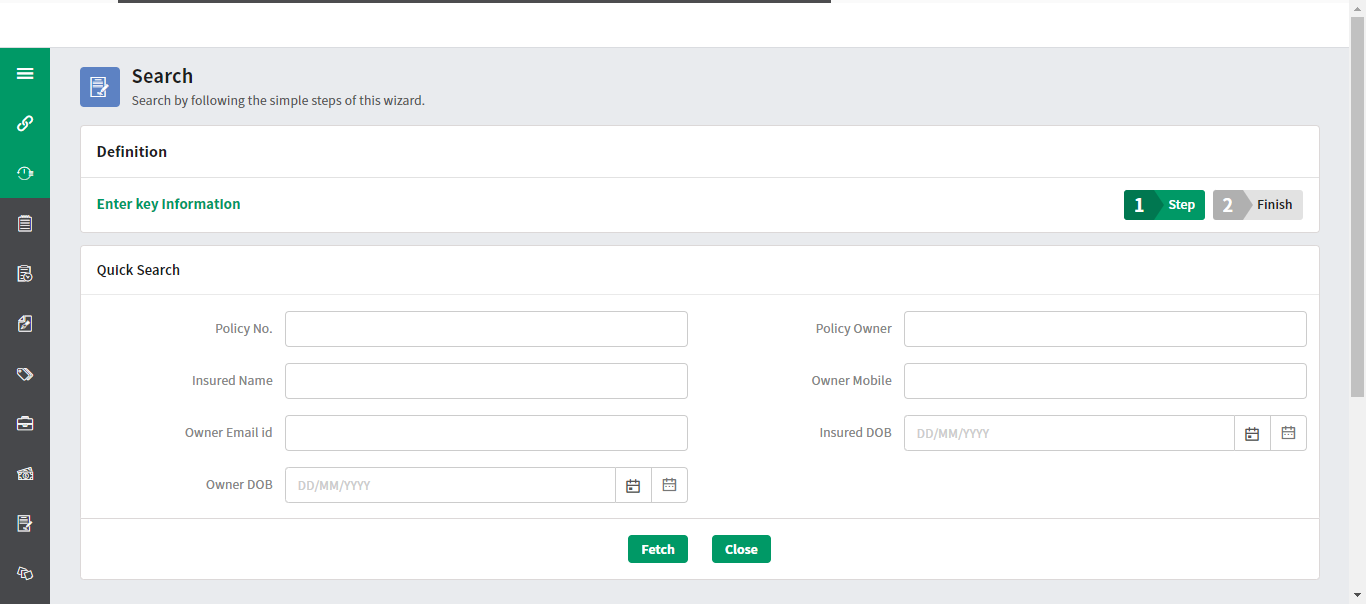 Search
Search by following the simple steps of this wizard.
Definition
Enter key Information
1 Step 2 Finish
Quick Search
Policy No.
Policy Owner
Insured Name
Owner Mobile
Owner Email id
Insured DOB DD/MM/YYYY
Owner DOB DD/MM/YYYY
Fetch Close